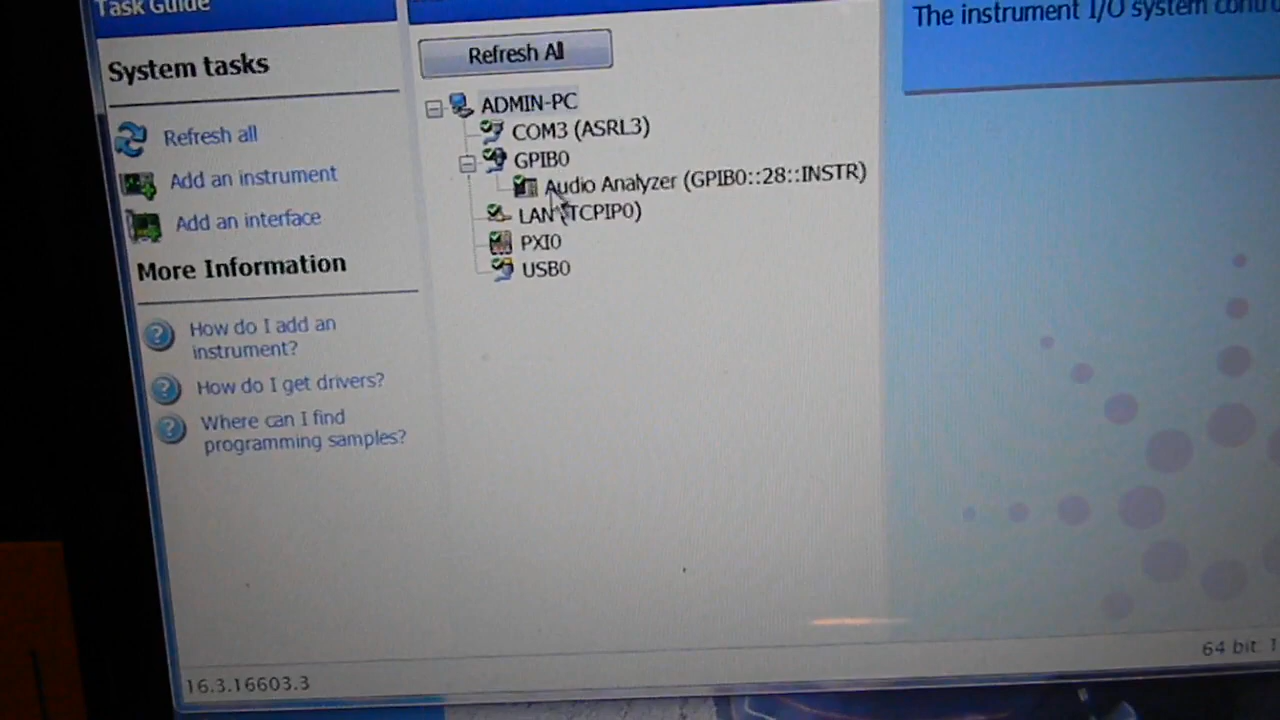 Task Guide
System tasks
Refresh all
Add an instrument
Add an interface
More Information
How do I add an
instrument?
How do I get drivers?
Where can I find
programming samples?
16.3.16603.3
Refresh All
ADMIN-PC
COM3 (ASRL3)
GPIB0
Audio Analyzer (GPIB0::28::INSTR)
LAN (TCPIP0)
PXI0
USB0
The instrument I/O system
64 bit